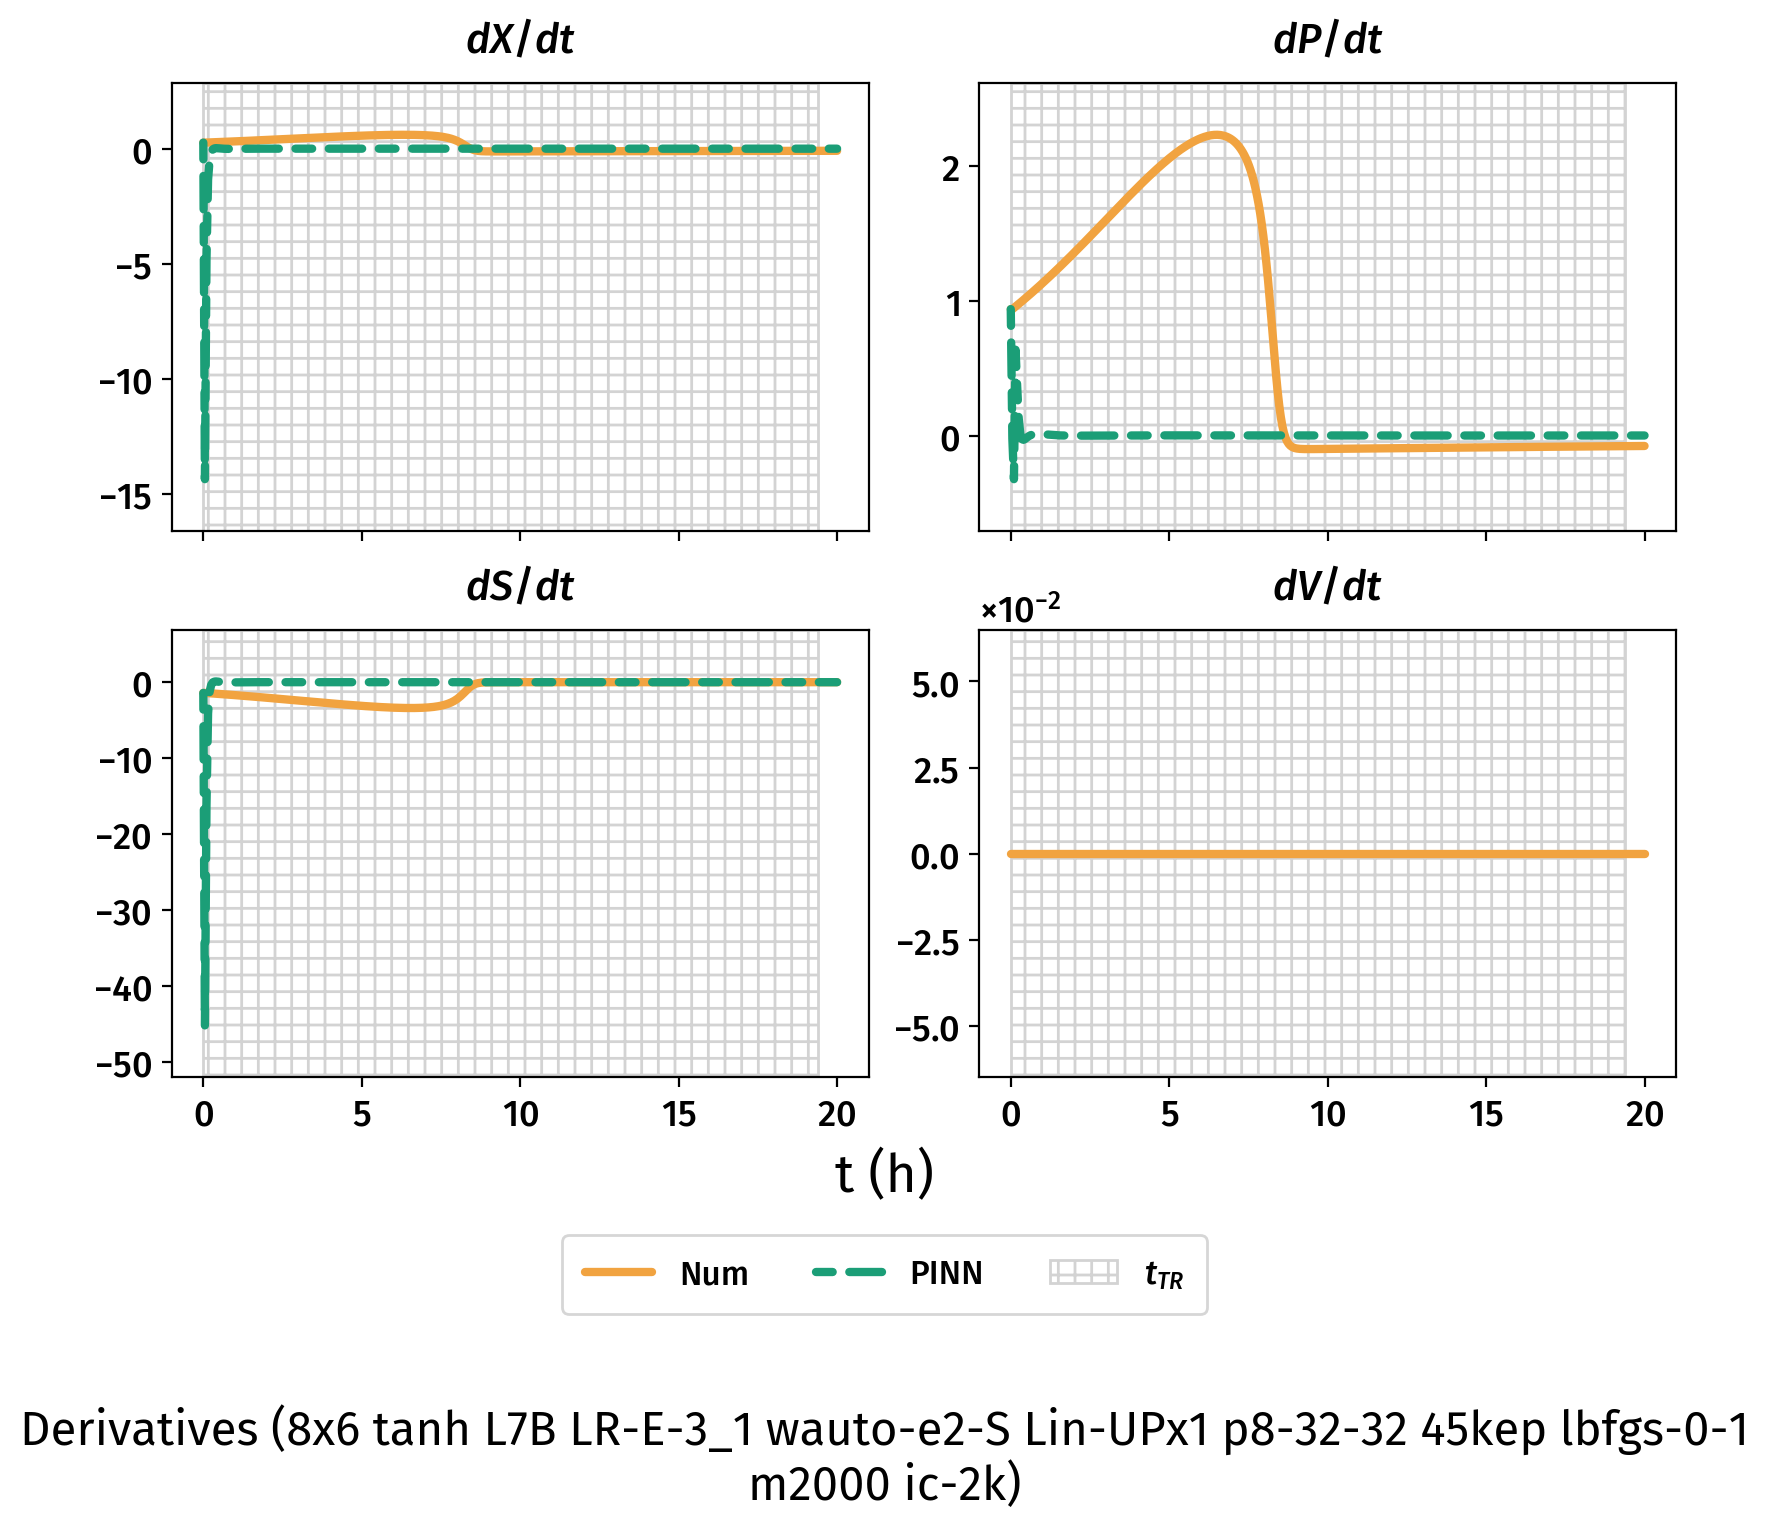 dX/dt
dP/dt
0
−5
−10
−15
2
1
0
dS/dt
dV/dt
×10⁻²
0
−10
−20
−30
−40
−50
5.0
2.5
0.0
−2.5
−5.0
0 5 10 15 20
0 5 10 15 20
t (h)
Num PINN t_TR
Derivatives (8x6 tanh L7B LR-E-3_1 wauto-e2-S Lin-UPx1 p8-32-32 45kep lbfgs-0-1
m2000 ic-2k)